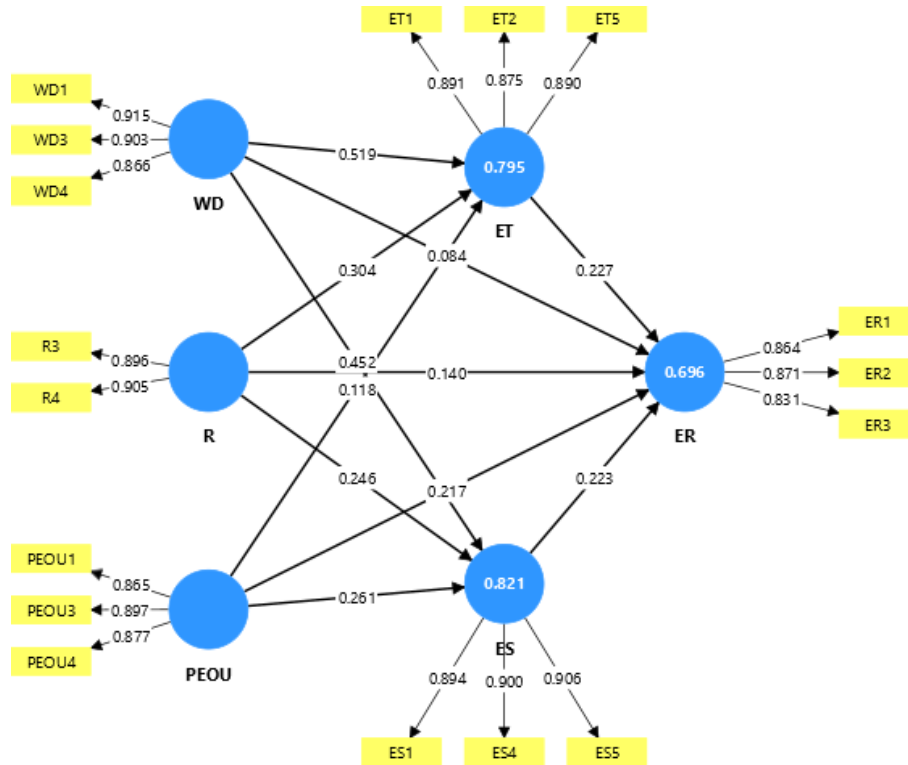 ET1 ET2 ET5
0.891 0.875 0.890
WD1
WD3
WD4
0.915
0.903
0.866
WD
0.519
0.795
ET
0.304
0.084
0.227
R3
R4
0.896
0.905
R
0.452
0.118
0.140
0.696
ER
0.864
0.871
0.831
ER1
ER2
ER3
0.246
0.217
0.223
PEOU1
PEOU3
PEOU4
0.865
0.897
0.877
PEOU
0.261
0.821
ES
0.894 0.900 0.906
ES1 ES4 ES5